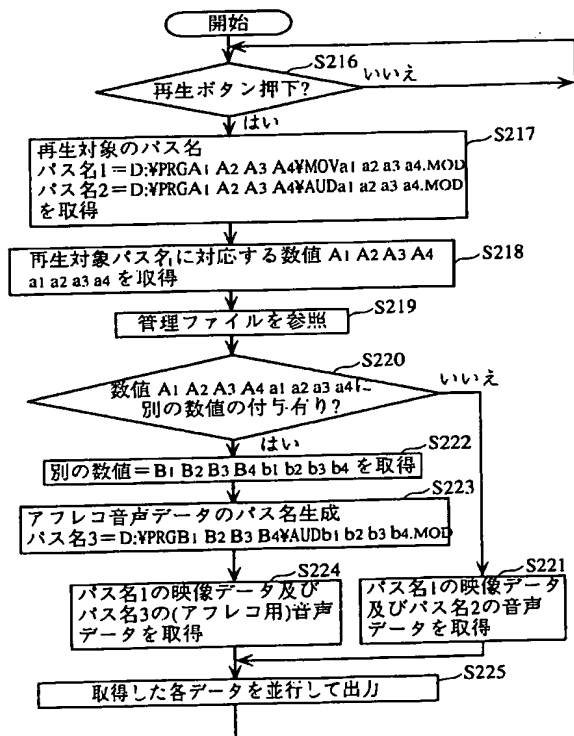 開始
S216
再生ボタン押下?
いいえ
はい
S217
再生対象のパス名
パス名1=D:¥PRGA1 A2 A3 A4¥MOVa1 a2 a3 a4.MOD
パス名2=D:¥PRGA1 A2 A3 A4¥AUDa1 a2 a3 a4.MOD
を取得
S218
再生対象パス名に対応する数値 A1 A2 A3 A4
a1 a2 a3 a4 を取得
S219
管理ファイルを参照
S220
数値 A1 A2 A3 A4 a1 a2 a3 a4に
別の数値の付与有り?
いいえ
はい
S222
別の数値=B1 B2 B3 B4 b1 b2 b3 b4 を取得
S223
アフレコ音声データのパス名生成
パス名3=D:¥PRGB1 B2 B3 B4¥AUDb1 b2 b3 b4.MOD
S224
パス名1の映像データ及び
パス名3の(アフレコ用)音声
データを取得
S221
パス名1の映像データ
及びパス名2の音声
データを取得
S225
取得した各データを並行して出力